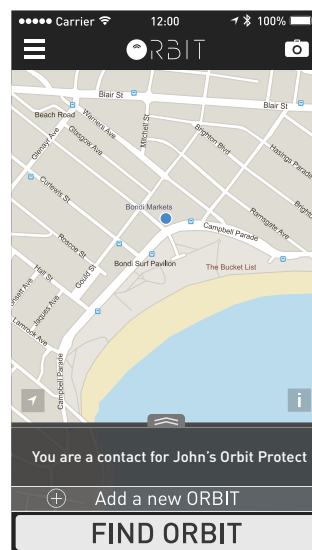 Carrier 12:00 100%
ORBIT
Blair St
Blair St
Beach Road
Warners Ave
Mitchell St
Glenayr Ave
Glasgow Ave
Brighton Blvd
Hastings Parade
Curlewis St
Bondi Markets
Ramsgate Ave
Brighto
Campbell Parade
Roscoe St
Bondi Surf Pavilion
The Bucket List
Hall St
Gould St
Jaques Ave
Lamrock Ave
Campbell Parade
i
You are a contact for John's Orbit Protect
Add a new ORBIT
FIND ORBIT